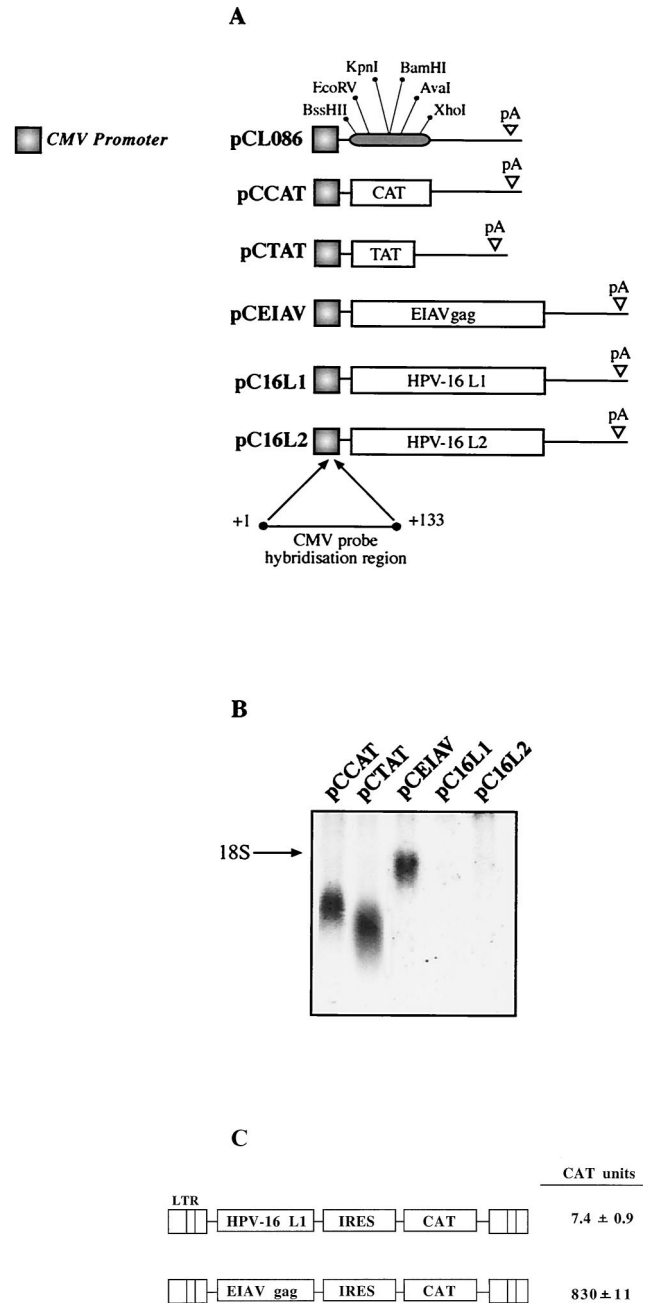 A
KpnI BamHI
EcoRV AvaI
BssHII XhoI
CMV Promoter
pCL086 pA
pCCAT CAT pA
pCTAT TAT pA
pCEIAV EIAVgag pA
pC16L1 HPV-16 L1 pA
pC16L2 HPV-16 L2 pA
+1 +133
CMV probe
hybridisation region
B
pCCAT pCTAT pCEIAV pC16L1 pC16L2
18S
C
CAT units
LTR
HPV-16 L1 IRES CAT 7.4 ± 0.9
EIAV gag IRES CAT 830±11